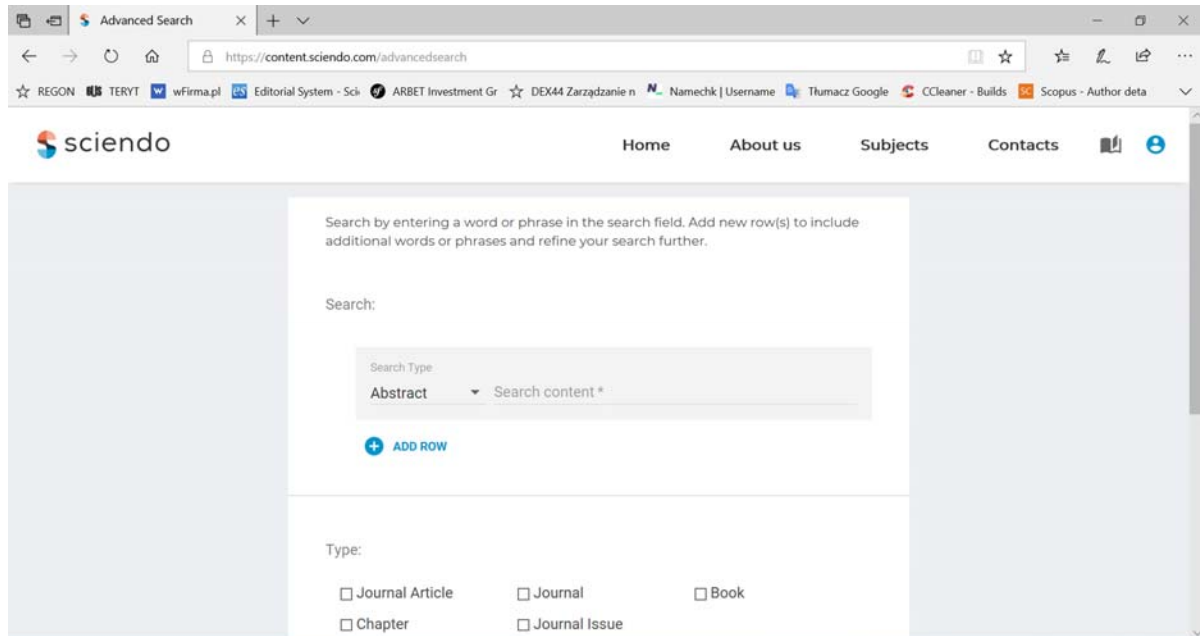 Advanced Search
https://content.sciendo.com/advancedsearch
REGON TERYT wFirma.pl Editorial System - Sci ARBET Investment Gr DEX44 Zarządzanie n Namechk | Username Tłumacz Google CCleaner - Builds Scopus - Author deta
sciendo Home About us Subjects Contacts
Search by entering a word or phrase in the search field. Add new row(s) to include
additional words or phrases and refine your search further.
Search:
Search Type
Abstract Search content *
ADD ROW
Type:
Journal Article Journal Book
Chapter Journal Issue